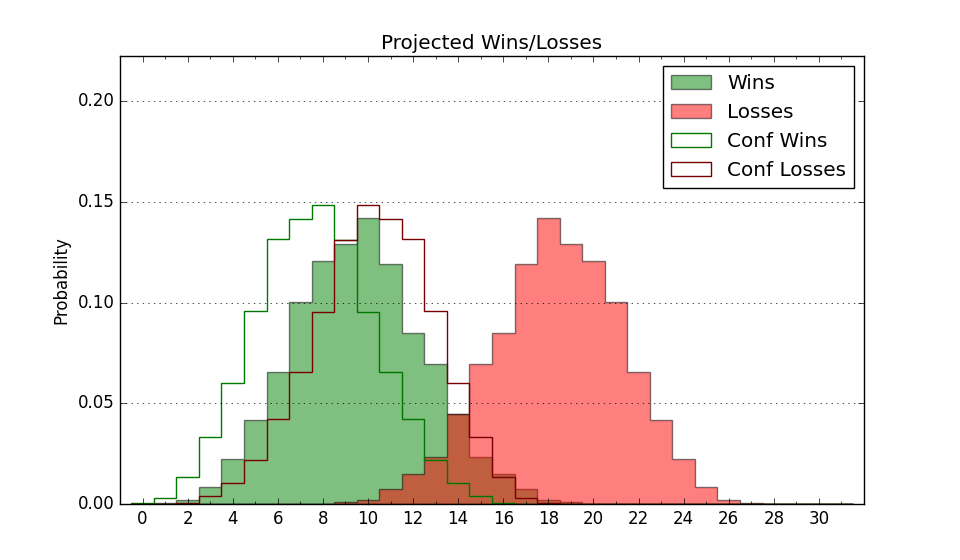 Projected Wins/Losses
Wins
Losses
Conf Wins
Conf Losses
Probability
0.20
0.15
0.10
0.05
0.00
0 2 4 6 8 10 12 14 16 18 20 22 24 26 28 30